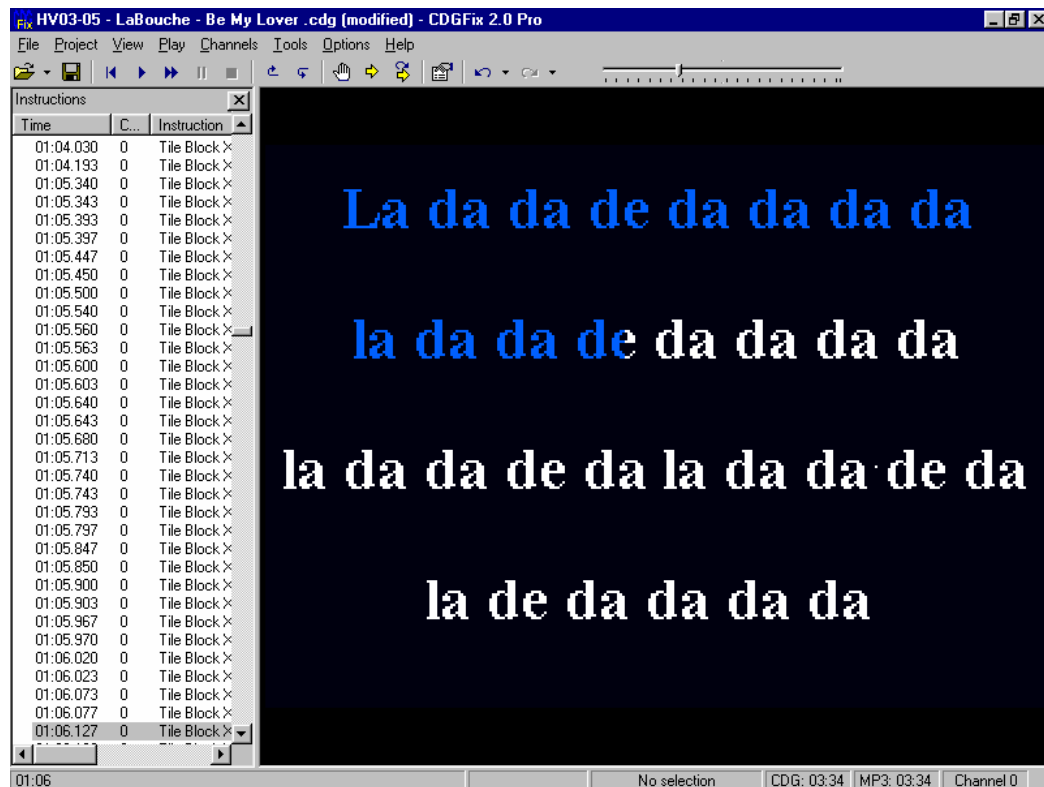 Fix HV03-05 - LaBouche - Be My Lover .cdg (modified) - CDGFix 2.0 Pro
File Project View Play Channels Tools Options Help
Instructions
Time C... Instruction
01:04.030 0 Tile Block X
01:04.193 0 Tile Block X
01:05.340 0 Tile Block X
01:05.343 0 Tile Block X
01:05.393 0 Tile Block X
01:05.397 0 Tile Block X
01:05.447 0 Tile Block X
01:05.450 0 Tile Block X
01:05.500 0 Tile Block X
01:05.540 0 Tile Block X
01:05.560 0 Tile Block X
01:05.563 0 Tile Block X
01:05.600 0 Tile Block X
01:05.603 0 Tile Block X
01:05.640 0 Tile Block X
01:05.643 0 Tile Block X
01:05.680 0 Tile Block X
01:05.713 0 Tile Block X
01:05.740 0 Tile Block X
01:05.743 0 Tile Block X
01:05.793 0 Tile Block X
01:05.797 0 Tile Block X
01:05.847 0 Tile Block X
01:05.850 0 Tile Block X
01:05.900 0 Tile Block X
01:05.903 0 Tile Block X
01:05.967 0 Tile Block X
01:05.970 0 Tile Block X
01:06.020 0 Tile Block X
01:06.023 0 Tile Block X
01:06.073 0 Tile Block X
01:06.077 0 Tile Block X
01:06.127 0 Tile Block X
La da da de da da da da
la da da de da da da da
la da da de da la da da de da
la de da da da da
01:06 No selection CDG: 03:34 MP3: 03:34 Channel 0